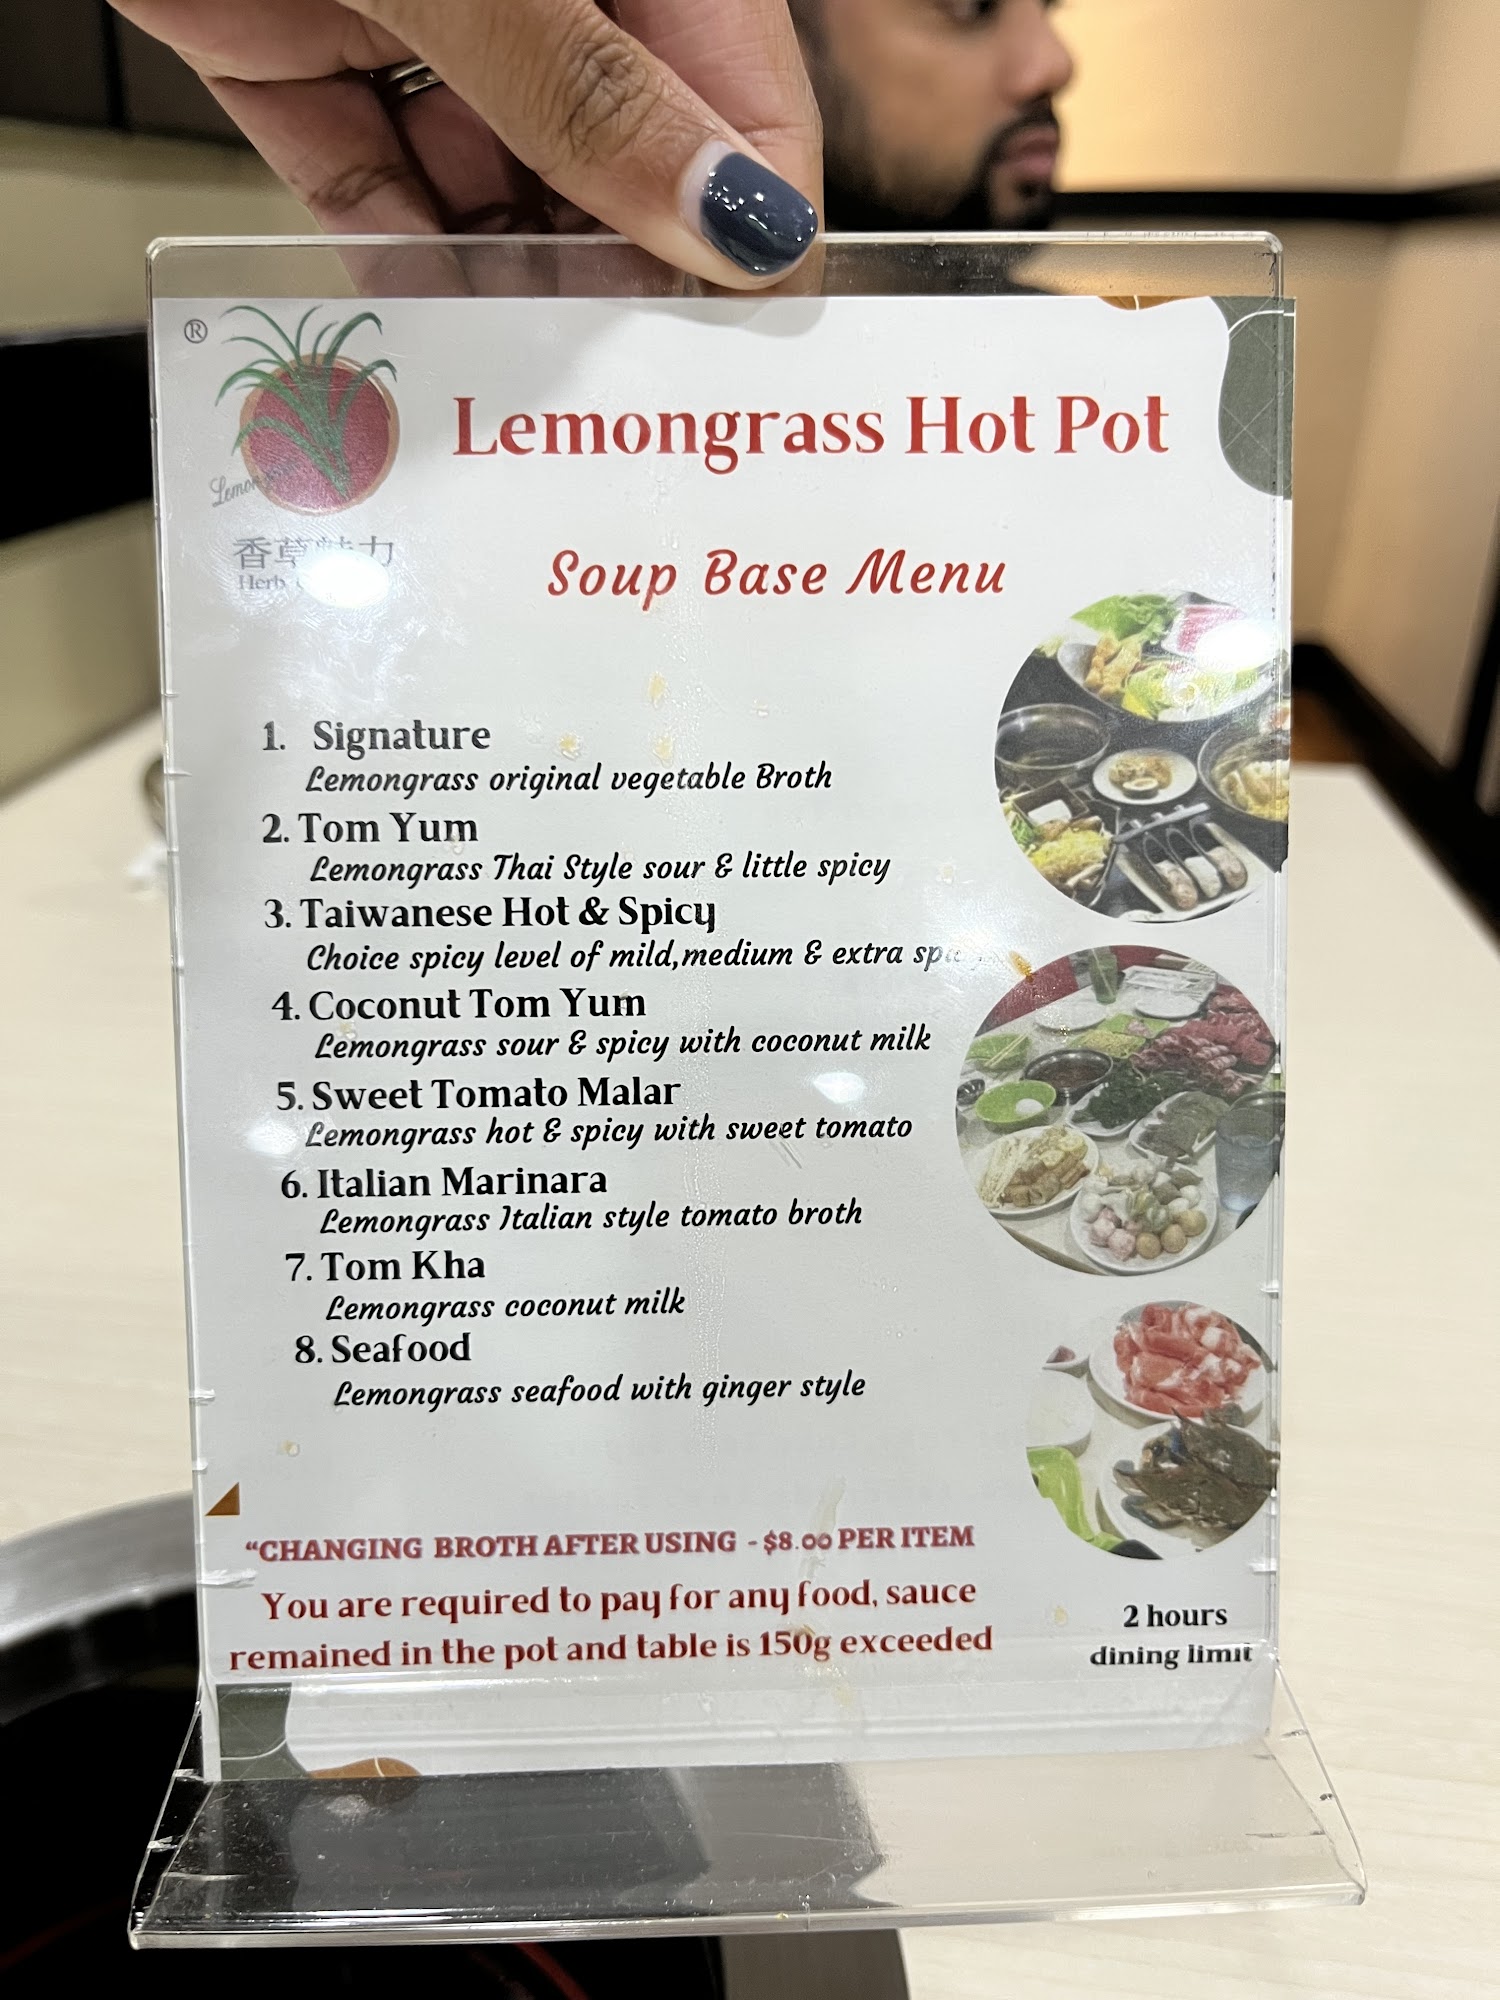 ®
Lemon
香草魅力
Herb
Lemongrass Hot Pot
Soup Base Menu
1. Signature
Lemongrass original vegetable Broth
2. Tom Yum
Lemongrass Thai Style sour & little spicy
3. Taiwanese Hot & Spicy
Choice spicy level of mild,medium & extra
4. Coconut Tom Yum
Lemongrass sour & spicy with coconut milk
5. Sweet Tomato Malar
Lemongrass hot & spicy with sweet tomato
6. Italian Marinara
Lemongrass Italian style tomato broth
7. Tom Kha
Lemongrass coconut milk
8. Seafood
Lemongrass seafood with ginger style
“CHANGING BROTH AFTER USING - $8.00 PER ITEM
You are required to pay for any food, sauce
remained in the pot and table is 150g exceeded
2 hours
dining limit